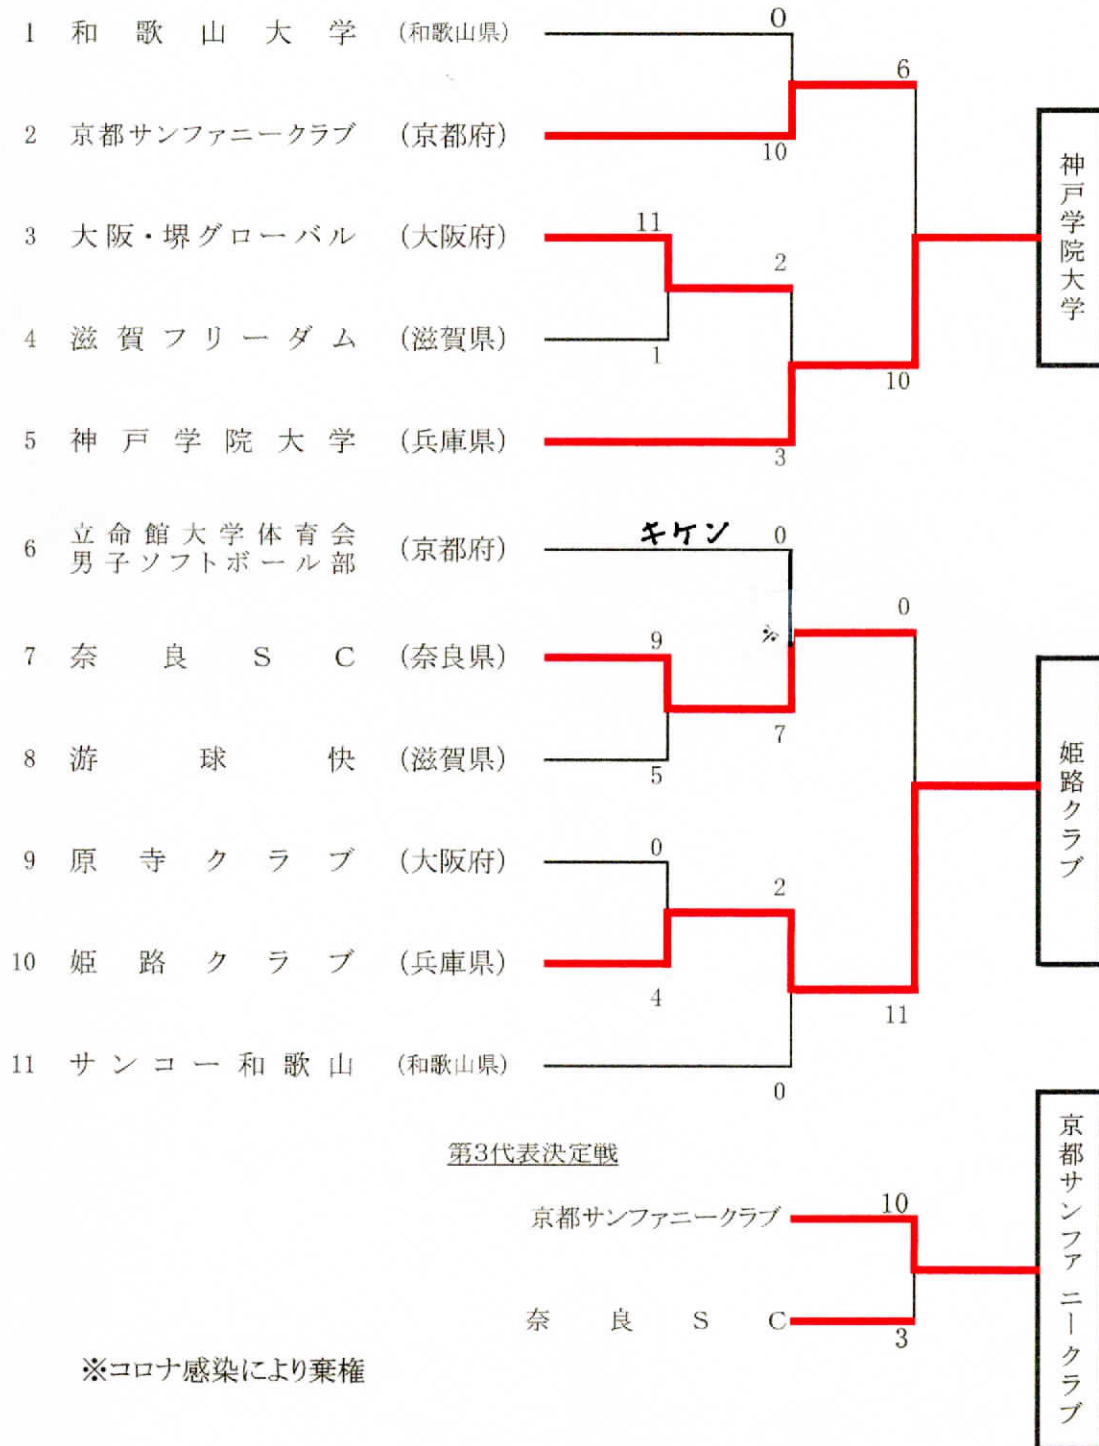 1 和歌山大学 (和歌山県) 0
6
2 京都サンファニークラブ (京都府) 10
神戸学院大学
3 大阪・堺グローバル (大阪府) 11
2
4 滋賀フリーダム (滋賀県) 1
10
5 神戸学院大学 (兵庫県) 3
6 立命館大学体育会
男子ソフトボール部 (京都府) キケン 0
0
※
7 奈良SC (奈良県) 9
7
8 游球快 (滋賀県) 5
姫路クラブ
9 原寺クラブ (大阪府) 0
2
10 姫路クラブ (兵庫県) 4
11
11 サンコー和歌山 (和歌山県) 0
第3代表決定戦
京都サンファニークラブ 10
京都サンファニークラブ
奈良SC 3
※コロナ感染により棄権